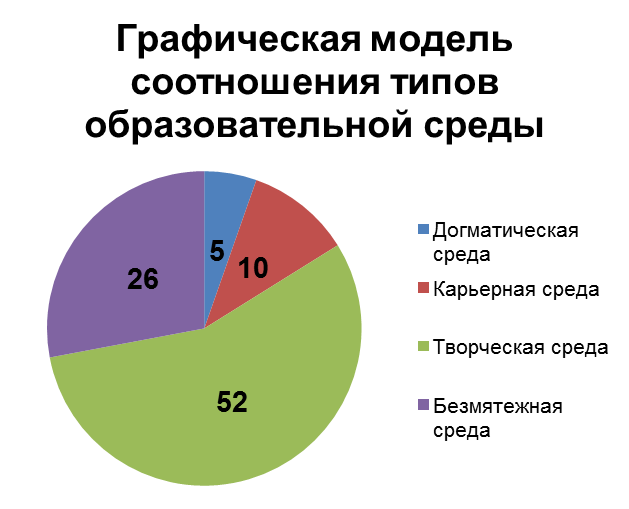 Графическая модель
соотношения типов
образовательной среды
5
10
26
52
Догматическая
среда
Карьерная среда
Творческая среда
Безмятежная
среда